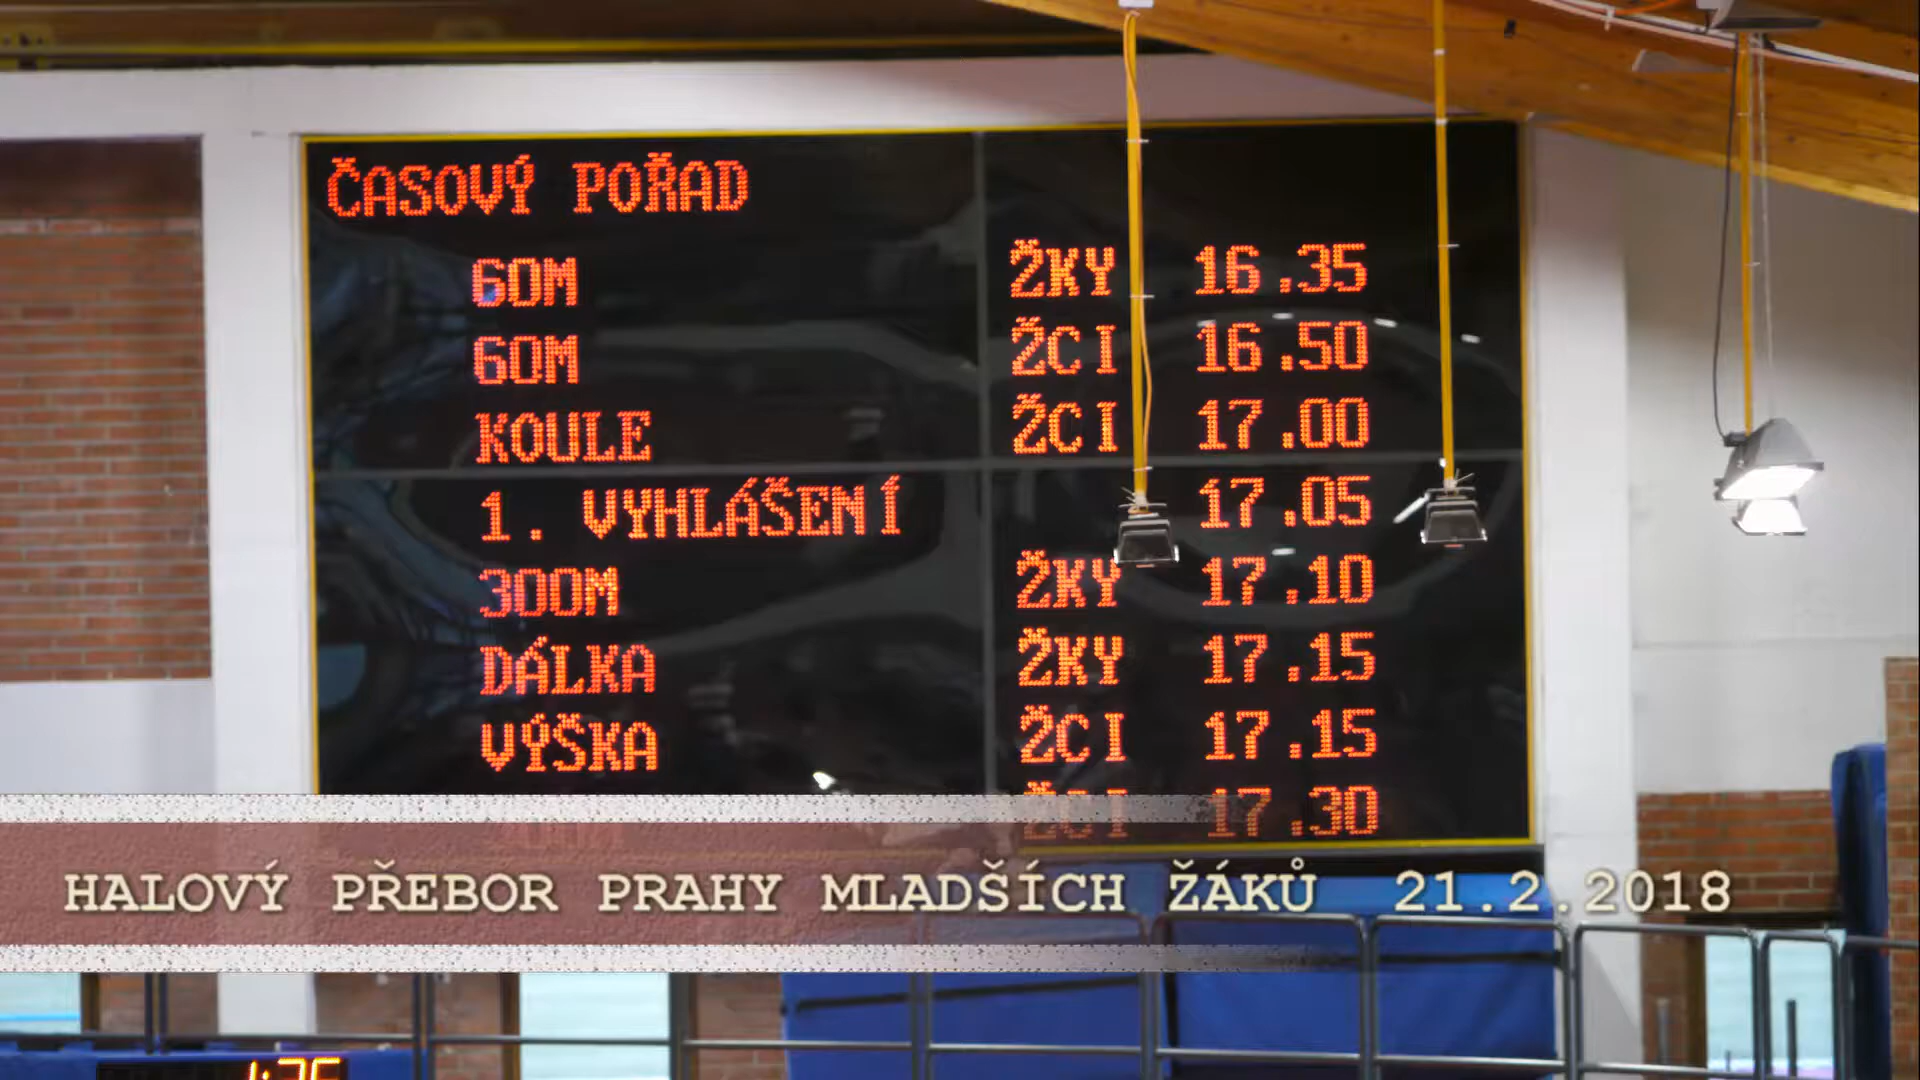 ČASOVÝ POŘAD
60M ŽKY 16.35
60M ŽCI 16.50
KOULE ŽCI 17.00
1. VYHLÁŠENÍ 17.05
300M ŽKY 17.10
DÁLKA ŽKY 17.15
VÝŠKA ŽCI 17.15
ŽCI 17.30
HALOVÝ PŘEBOR PRAHY MLADŠÍCH ŽÁKŮ 21.2.2018